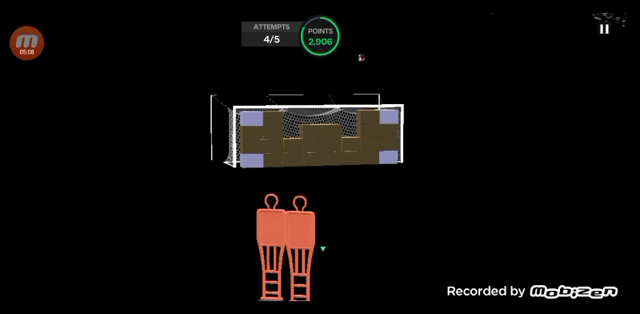 ATTEMPTS
4/5
POINTS
2,906
05:08
Recorded by Mobizen